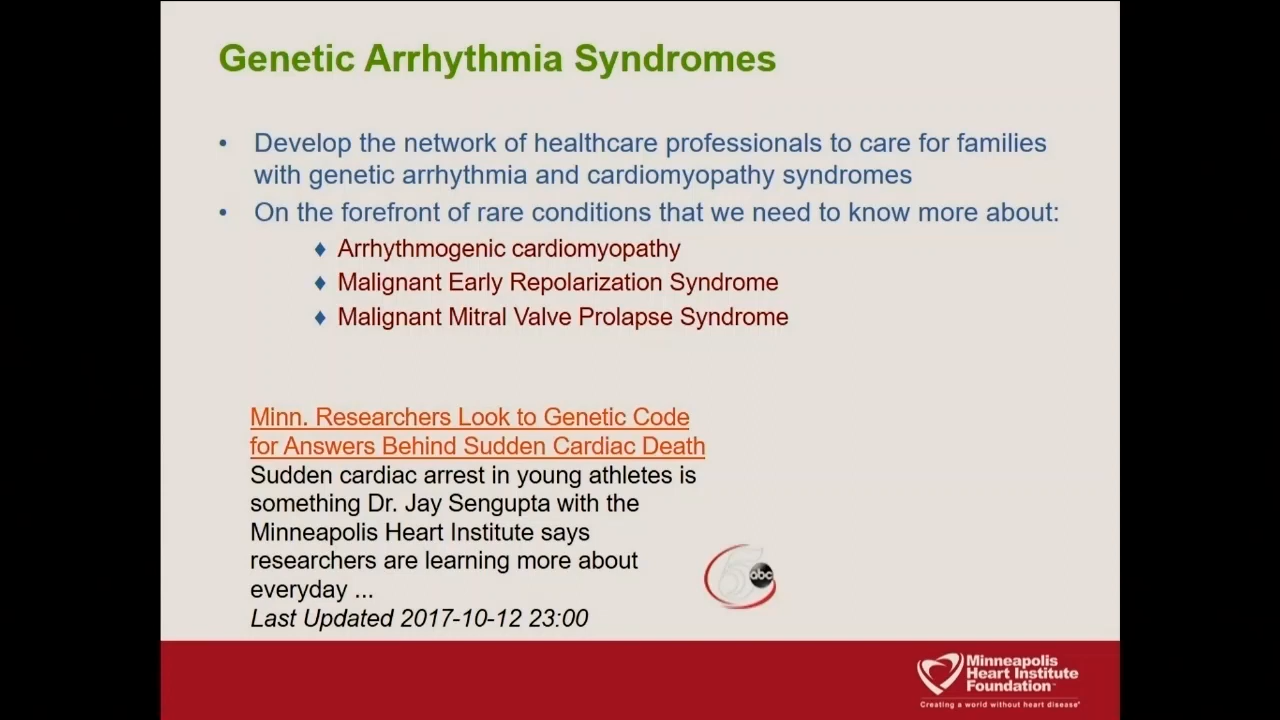 Genetic Arrhythmia Syndromes
• Develop the network of healthcare professionals to care for families
with genetic arrhythmia and cardiomyopathy syndromes
• On the forefront of rare conditions that we need to know more about:
♦ Arrhythmogenic cardiomyopathy
♦ Malignant Early Repolarization Syndrome
♦ Malignant Mitral Valve Prolapse Syndrome
Minn. Researchers Look to Genetic Code
for Answers Behind Sudden Cardiac Death
Sudden cardiac arrest in young athletes is
something Dr. Jay Sengupta with the
Minneapolis Heart Institute says
researchers are learning more about
everyday ...
Last Updated 2017-10-12 23:00
5 abc
Minneapolis
Heart Institute
Foundation™
Creating a world without heart disease®